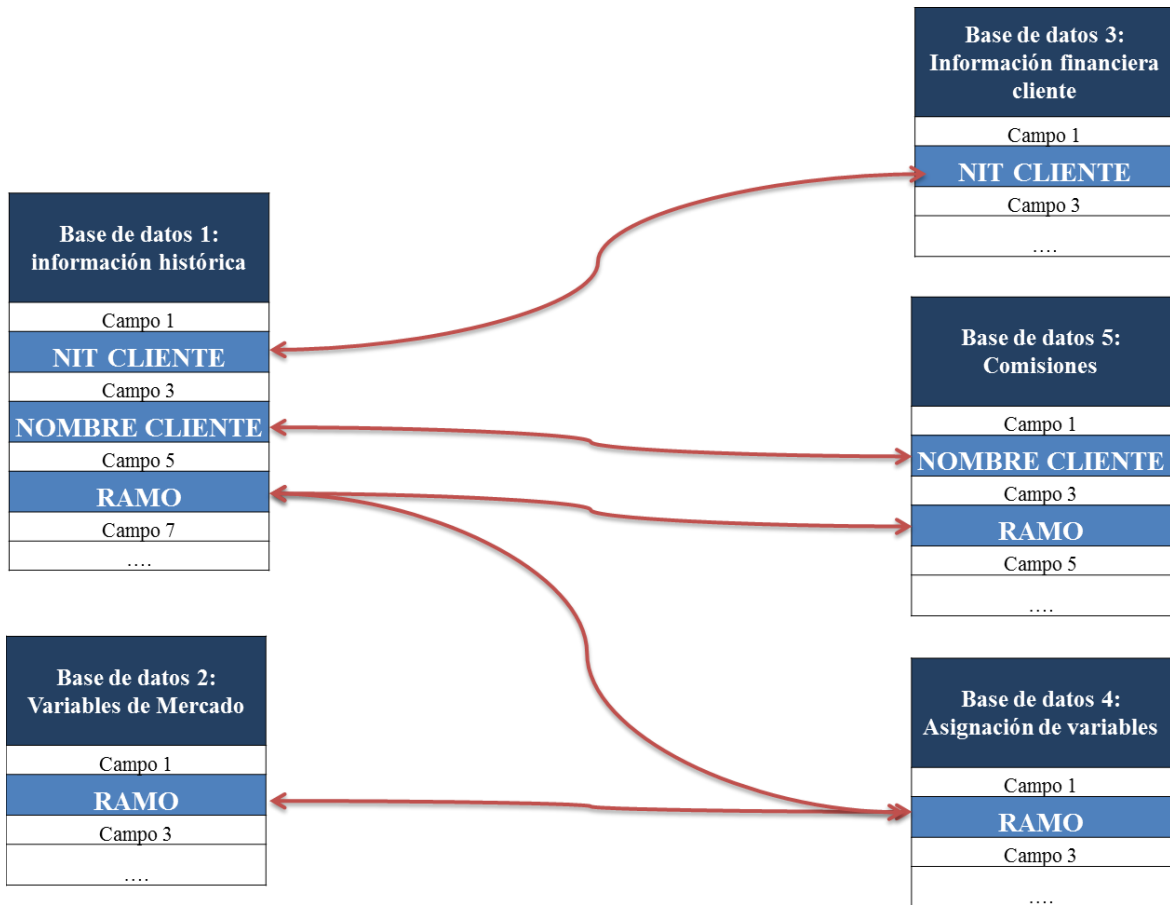 Base de datos 1:
información histórica
Campo 1
NIT CLIENTE
Campo 3
NOMBRE CLIENTE
Campo 5
RAMO
Campo 7
....
Base de datos 2:
Variables de Mercado
Campo 1
RAMO
Campo 3
....
Base de datos 3:
Información financiera
cliente
Campo 1
NIT CLIENTE
Campo 3
....
Base de datos 5:
Comisiones
Campo 1
NOMBRE CLIENTE
Campo 3
RAMO
Campo 5
....
Base de datos 4:
Asignación de variables
Campo 1
RAMO
Campo 3
....